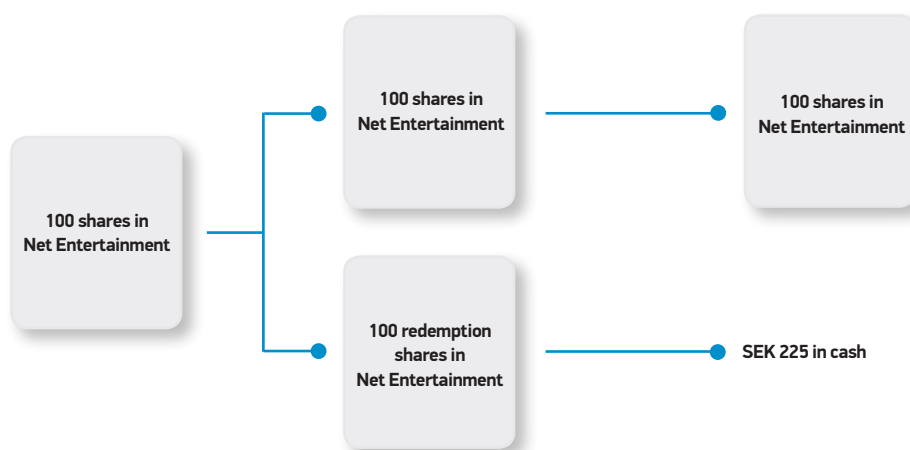 100 shares in
Net Entertainment
100 shares in
Net Entertainment
100 shares in
Net Entertainment
100 redemption
shares in
Net Entertainment
SEK 225 in cash